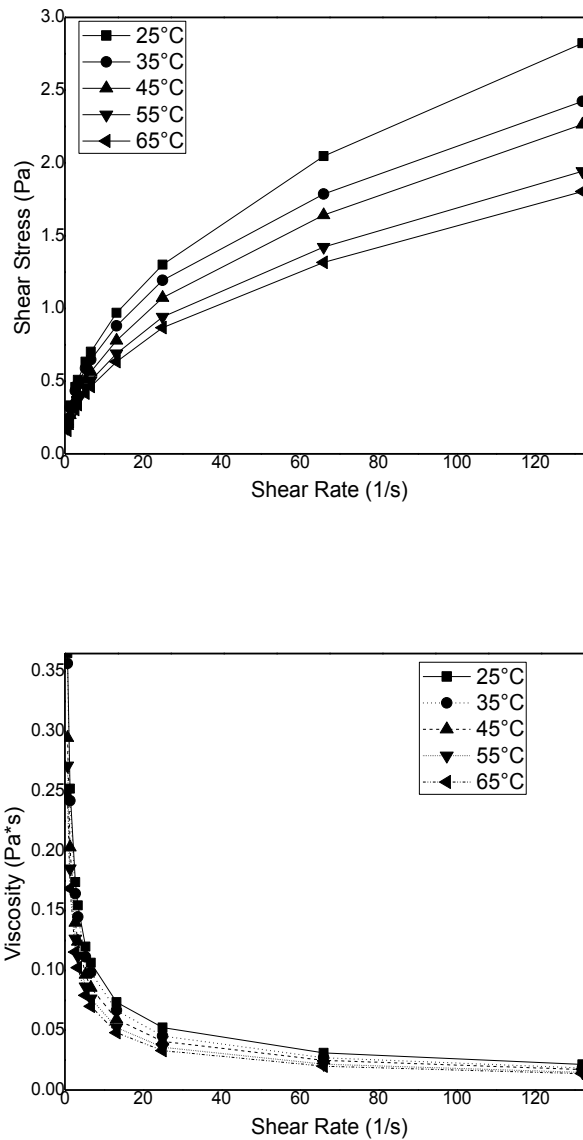 3.0
2.5
2.0
1.5
1.0
0.5
0.0
Shear Stress (Pa)
25°C
35°C
45°C
55°C
65°C
0 20 40 60 80 100 120
Shear Rate (1/s)
0.35
0.30
0.25
0.20
0.15
0.10
0.05
0.00
Viscosity (Pa*s)
25°C
35°C
45°C
55°C
65°C
0 20 40 60 80 100 120
Shear Rate (1/s)